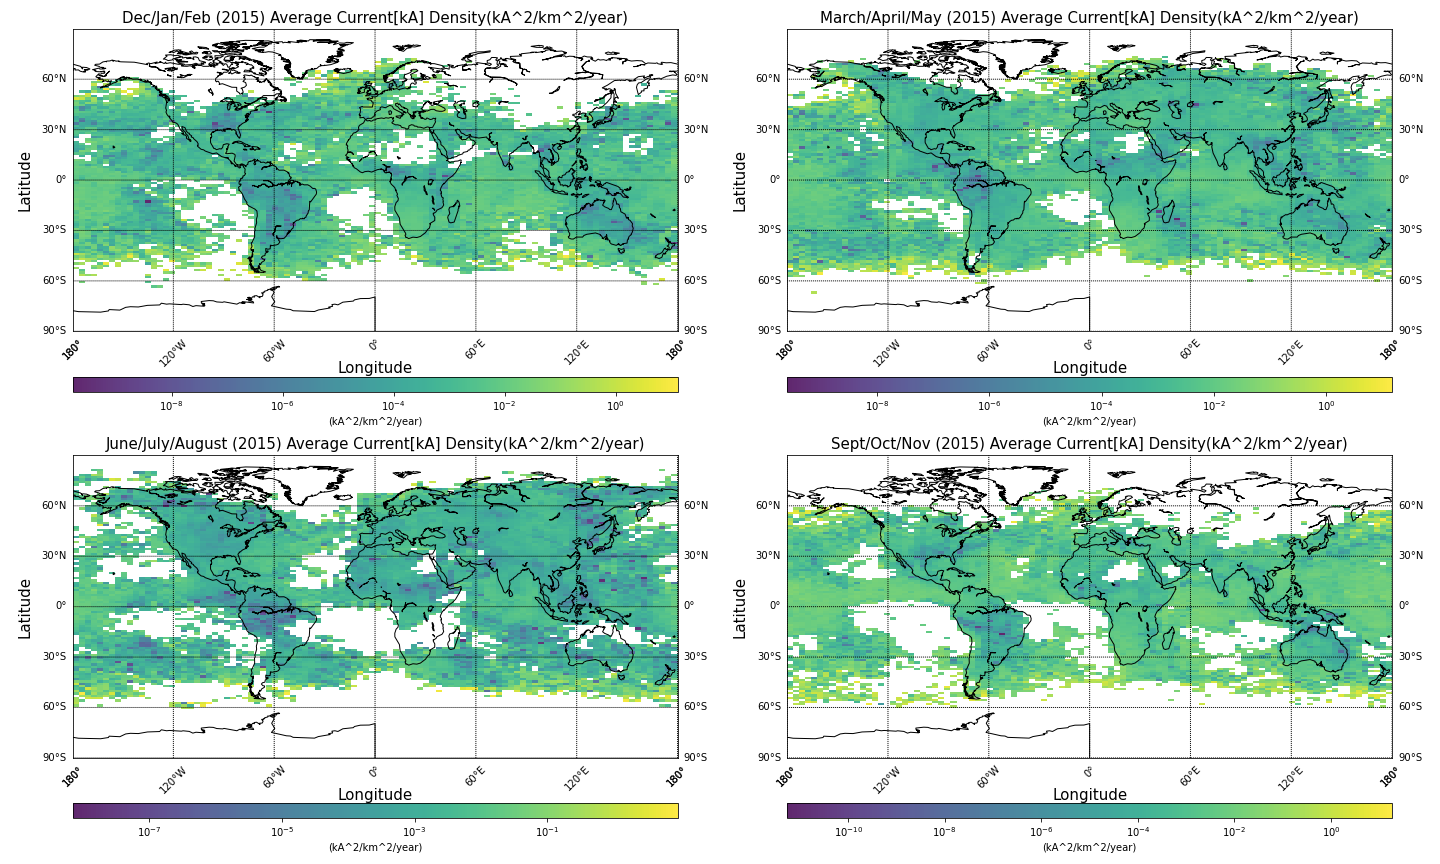 Dec/Jan/Feb (2015) Average Current[kA] Density(kA^2/km^2/year)
60°N 60°N
30°N 30°N
0° 0°
30°S 30°S
60°S 60°S
90°S 90°S
Latitude
180° 120°W 60°W 0° 60°E 120°E 180°
Longitude
10⁻⁸ 10⁻⁶ 10⁻⁴ 10⁻² 10⁰
(kA^2/km^2/year)
March/April/May (2015) Average Current[kA] Density(kA^2/km^2/year)
60°N 60°N
30°N 30°N
0° 0°
30°S 30°S
60°S 60°S
90°S 90°S
Latitude
180° 120°W 60°W 0° 60°E 120°E 180°
Longitude
10⁻⁸ 10⁻⁶ 10⁻⁴ 10⁻² 10⁰
(kA^2/km^2/year)
June/July/August (2015) Average Current[kA] Density(kA^2/km^2/year)
60°N 60°N
30°N 30°N
0° 0°
30°S 30°S
60°S 60°S
90°S 90°S
Latitude
180° 120°W 60°W 0° 60°E 120°E 180°
Longitude
10⁻⁷ 10⁻⁵ 10⁻³ 10⁻¹
(kA^2/km^2/year)
Sept/Oct/Nov (2015) Average Current[kA] Density(kA^2/km^2/year)
60°N 60°N
30°N 30°N
0° 0°
30°S 30°S
60°S 60°S
90°S 90°S
Latitude
180° 120°W 60°W 0° 60°E 120°E 180°
Longitude
10⁻¹⁰ 10⁻⁸ 10⁻⁶ 10⁻⁴ 10⁻² 10⁰
(kA^2/km^2/year)